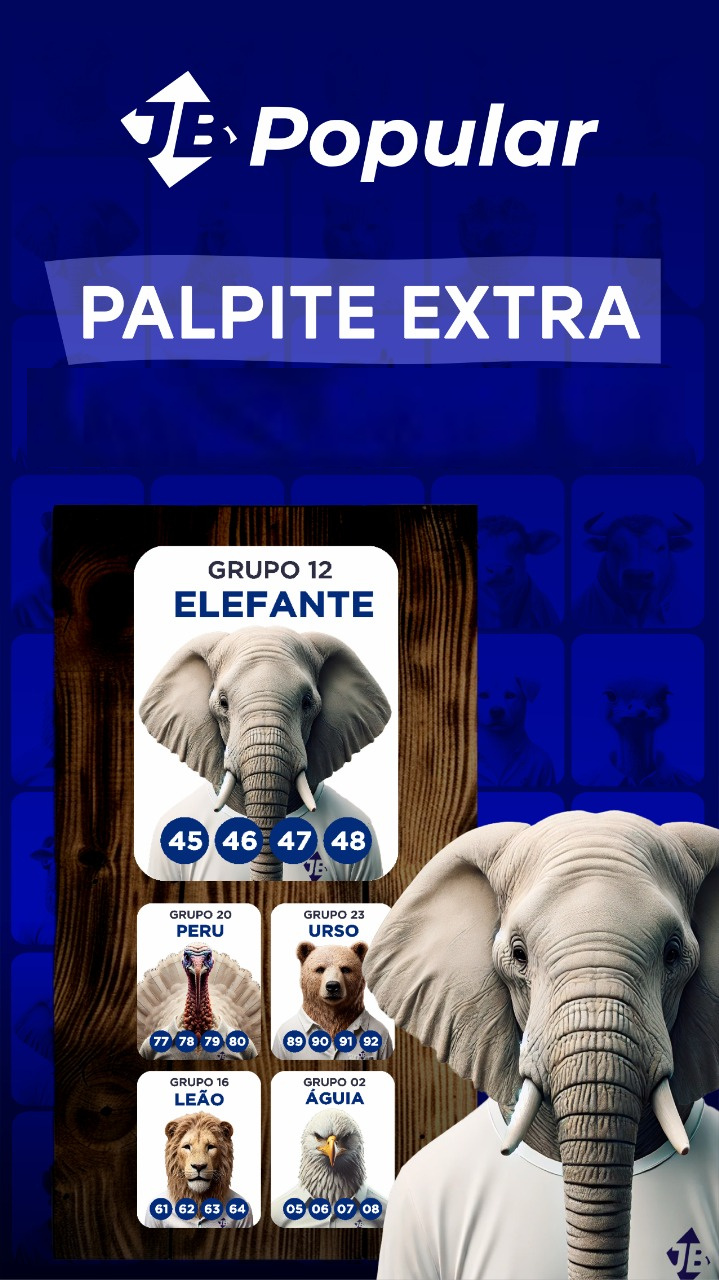 JB Popular
PALPITE EXTRA
GRUPO 12
ELEFANTE
45 46 47 48
JB
GRUPO 20
PERU
77 78 79 80
GRUPO 23
URSO
89 90 91 92
GRUPO 16
LEÃO
61 62 63 64
GRUPO 02
ÁGUIA
05 06 07 08
JB